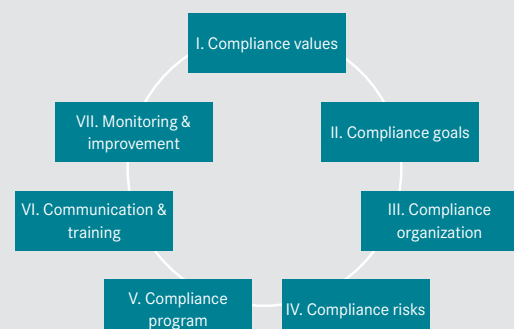 I. Compliance values
II. Compliance goals
III. Compliance
organization
IV. Compliance risks
V. Compliance
program
VI. Communication &
training
VII. Monitoring &
improvement